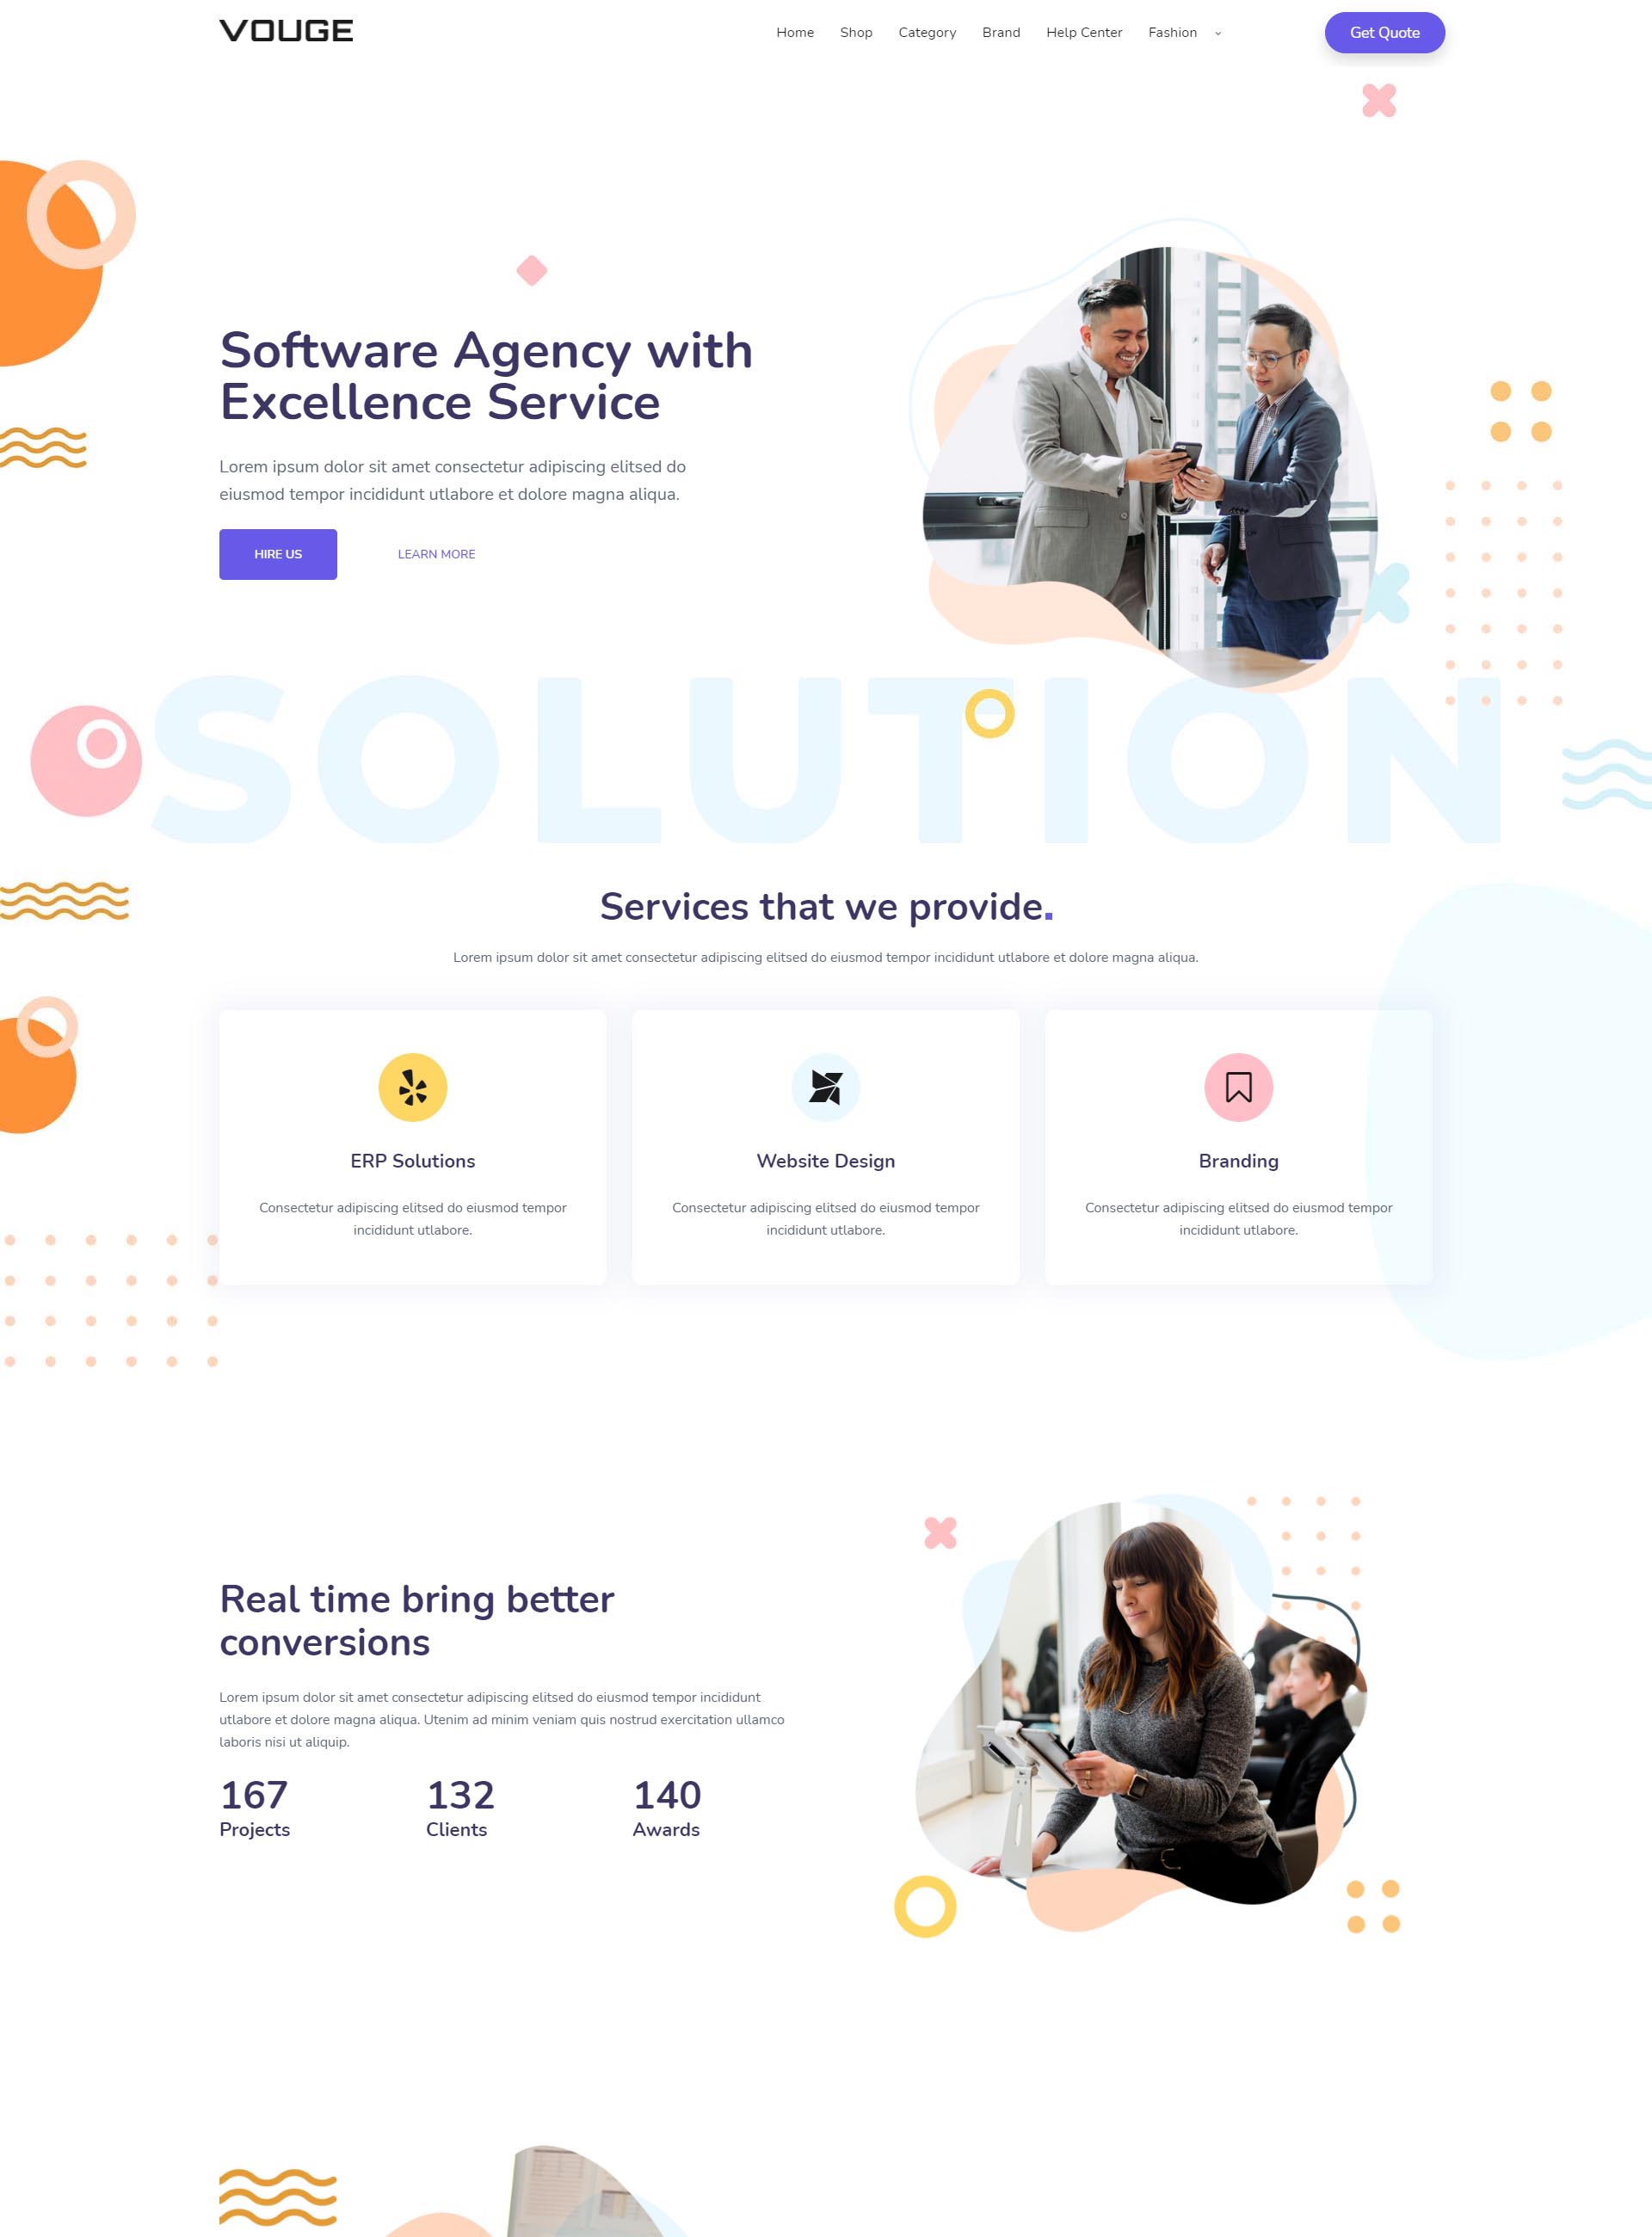 VOUGE
Home Shop Category Brand Help Center Fashion
Get Quote
Software Agency with
Excellence Service
Lorem ipsum dolor sit amet consectetur adipiscing elitsed do
eiusmod tempor incididunt utlabore et dolore magna aliqua.
HIRE US
LEARN MORE
SOLUTION
Services that we provide.
Lorem ipsum dolor sit amet consectetur adipiscing elitsed do eiusmod tempor incididunt utlabore et dolore magna aliqua.
ERP Solutions
Consectetur adipiscing elitsed do eiusmod tempor
incididunt utlabore.
Website Design
Consectetur adipiscing elitsed do eiusmod tempor
incididunt utlabore.
Branding
Consectetur adipiscing elitsed do eiusmod tempor
incididunt utlabore.
Real time bring better
conversions
Lorem ipsum dolor sit amet consectetur adipiscing elitsed do eiusmod tempor incididunt
utlabore et dolore magna aliqua. Utenim ad minim veniam quis nostrud exercitation ullamco
laboris nisi ut aliquip.
167
Projects
132
Clients
140
Awards